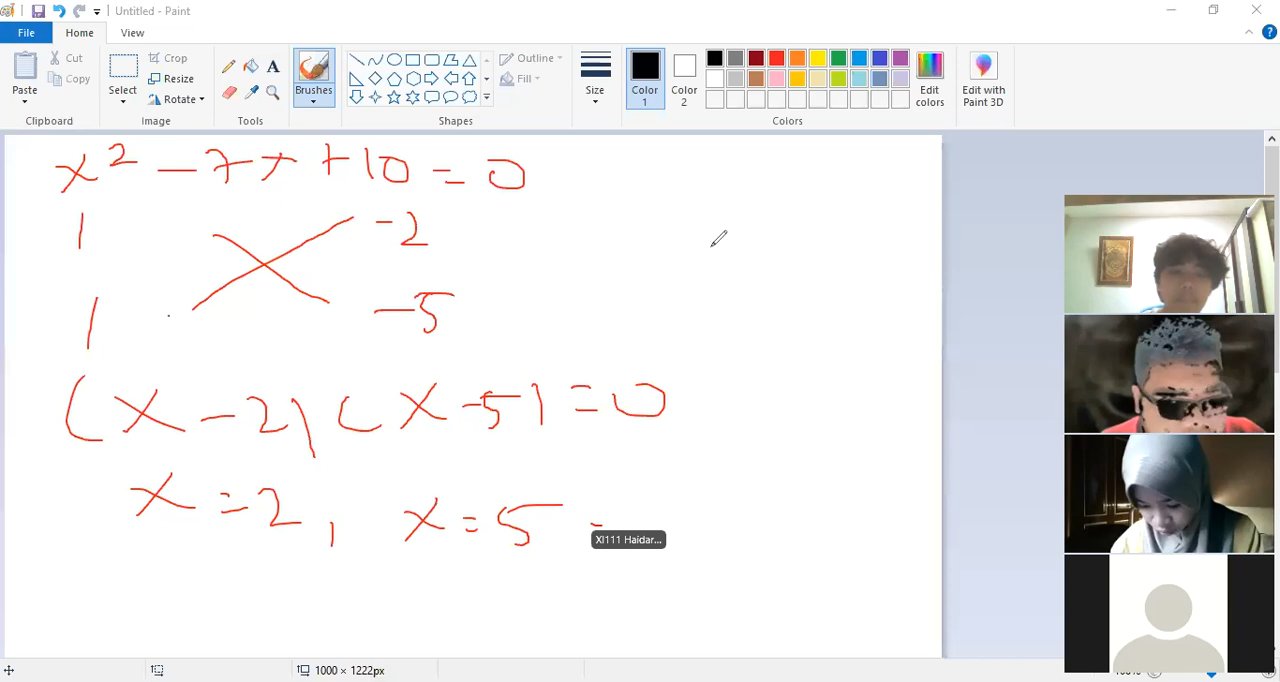 Untitled - Paint
File Home View
Paste Cut Copy Select Crop Resize Rotate A Brushes Outline Fill Size Color 1 Color 2 Edit colors Edit with Paint 3D
Clipboard Image Tools Shapes Colors
x² - 7x + 10 = 0
1 -2
1 -5
(x - 2) (x - 5) = 0
x = 2, x = 5
XI111 Haidar...
1000 × 1222px